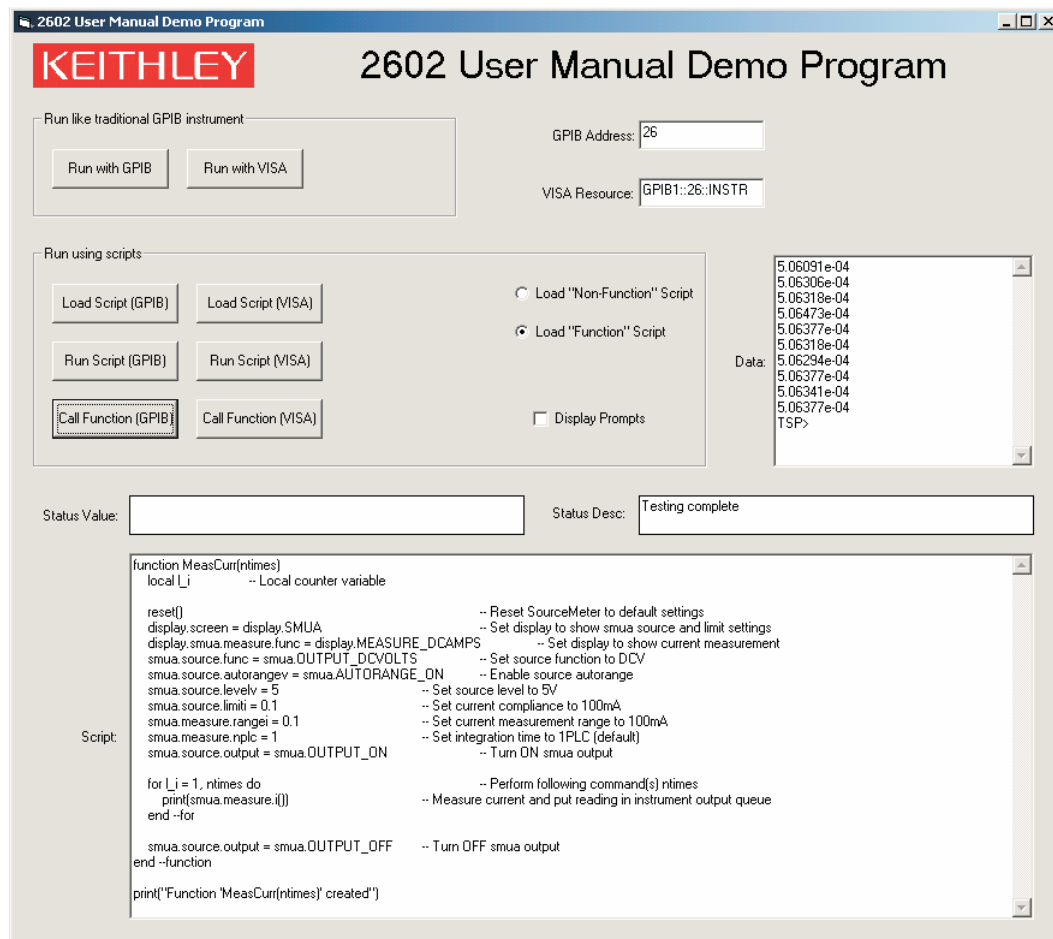 2602 User Manual Demo Program
KEITHLEY
2602 User Manual Demo Program
Run like traditional GPIB instrument
Run with GPIB
Run with VISA
GPIB Address:
26
VISA Resource:
GPIB1::26::INSTR
Run using scripts
Load Script (GPIB)
Load Script (VISA)
Run Script (GPIB)
Run Script (VISA)
Call Function (GPIB)
Call Function (VISA)
Load "Non-Function" Script
Load "Function" Script
Display Prompts
Data:
5.06091e-04
5.06306e-04
5.06318e-04
5.06473e-04
5.06377e-04
5.06318e-04
5.06294e-04
5.06377e-04
5.06341e-04
5.06377e-04
TSP>
Status Value:
Status Desc:
Testing complete
Script:
function MeasCurr(ntimes)
local l_i -- Local counter variable
reset() -- Reset SourceMeter to default settings
display.screen = display.SMUA -- Set display to show smua source and limit settings
display.smua.measure.func = display.MEASURE_DCAMPS -- Set display to show current measurement
smua.source.func = smua.OUTPUT_DCVOLTS -- Set source function to DCV
smua.source.autorangev = smua.AUTORANGE_ON -- Enable source autorange
smua.source.levelv = 5 -- Set source level to 5V
smua.source.limiti = 0.1 -- Set current compliance to 100mA
smua.measure.rangei = 0.1 -- Set current measurement range to 100mA
smua.measure.nplc = 1 -- Set integration time to 1PLC (default)
smua.source.output = smua.OUTPUT_ON -- Turn ON smua output
for l_i = 1, ntimes do -- Perform following command(s) ntimes
print(smua.measure.i()) -- Measure current and put reading in instrument output queue
end --for
smua.source.output = smua.OUTPUT_OFF -- Turn OFF smua output
end --function
print("Function 'MeasCurr(ntimes)' created")